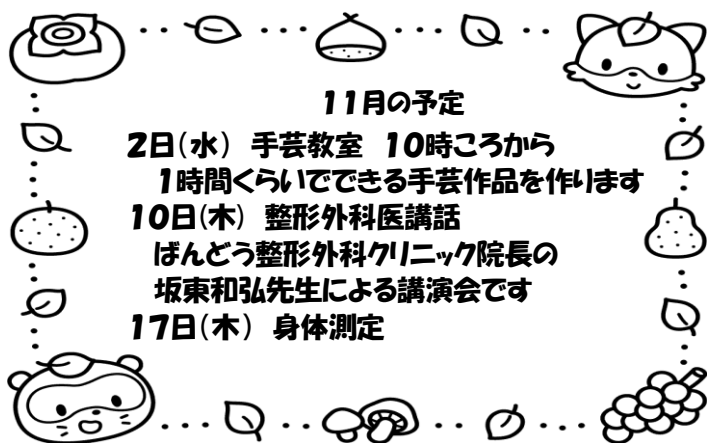 11月の予定
2日(水) 手芸教室 10時ころから
1時間くらいでできる手芸作品を作ります
10日(木) 整形外科医講話
ばんどう整形外科クリニック院長の
坂東和弘先生による講演会です
17日(木) 身体測定